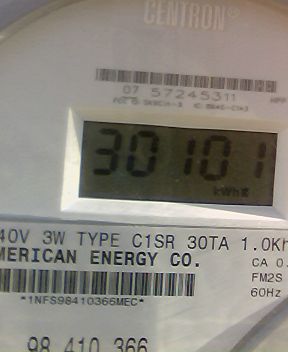 CENTRON®
07 57245311
30101
kWh
40V 3W TYPE C1SR 30TA 1.0Kh
MERICAN ENERGY CO.
CA 0.
FM2S
*1NFS98410366MEC*
60Hz
98 410 366